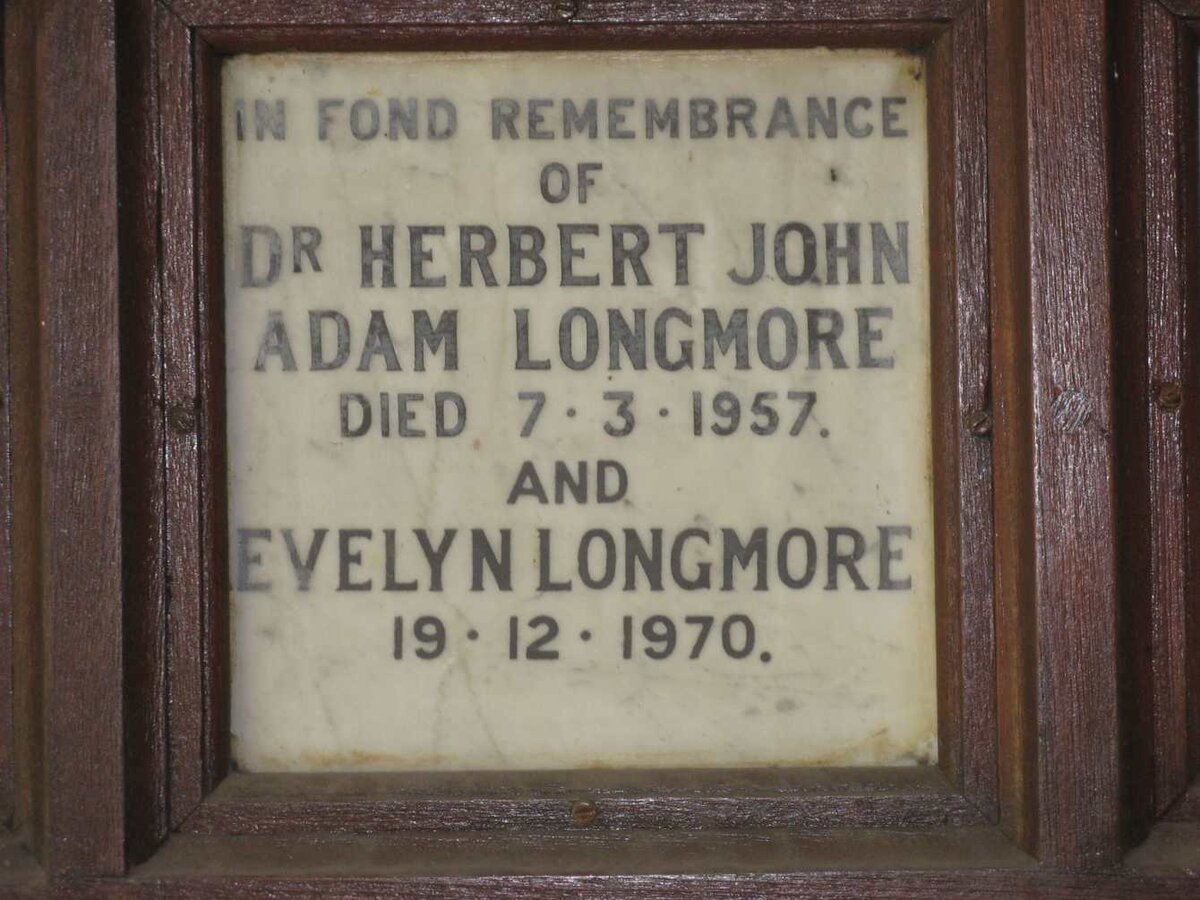 IN FOND REMEMBRANCE
OF
DR HERBERT JOHN
ADAM LONGMORE
DIED 7·3·1957.
AND
EVELYN LONGMORE
19·12·1970.